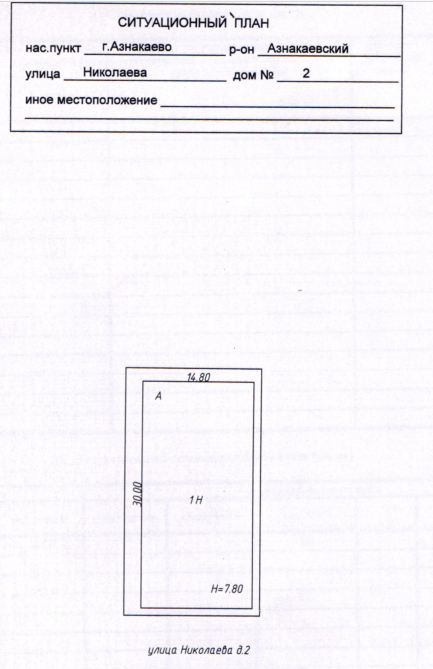 СИТУАЦИОННЫЙ ПЛАН
нас.пункт г.Азнакаево р-он Азнакаевский
улица Николаева дом № 2
иное местоположение
14.80
А
30.00
1Н
Н=7.80
улица Николаева д.2